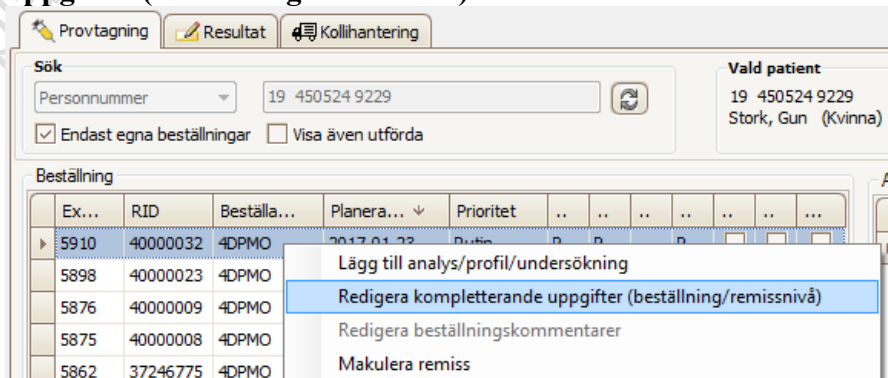 Provtagning Resultat Kollihantering
Sök
Personnummer 19 450524 9229
Endast egna beställningar Visa även utförda
Vald patient
19 450524 9229
Stork, Gun (Kvinna)
Beställning
Ex... RID Beställa... Planera... Prioritet .. .. .. .. .. .. ...
5910 40000032 4DPMO 2017-01-23 Rutin
5898 40000023 4DPMO
5876 40000009 4DPMO
5875 40000008 4DPMO
5862 37246775 4DPMO
Lägg till analys/profil/undersökning
Redigera kompletterande uppgifter (beställning/remissnivå)
Redigera beställningskommentarer
Makulera remiss